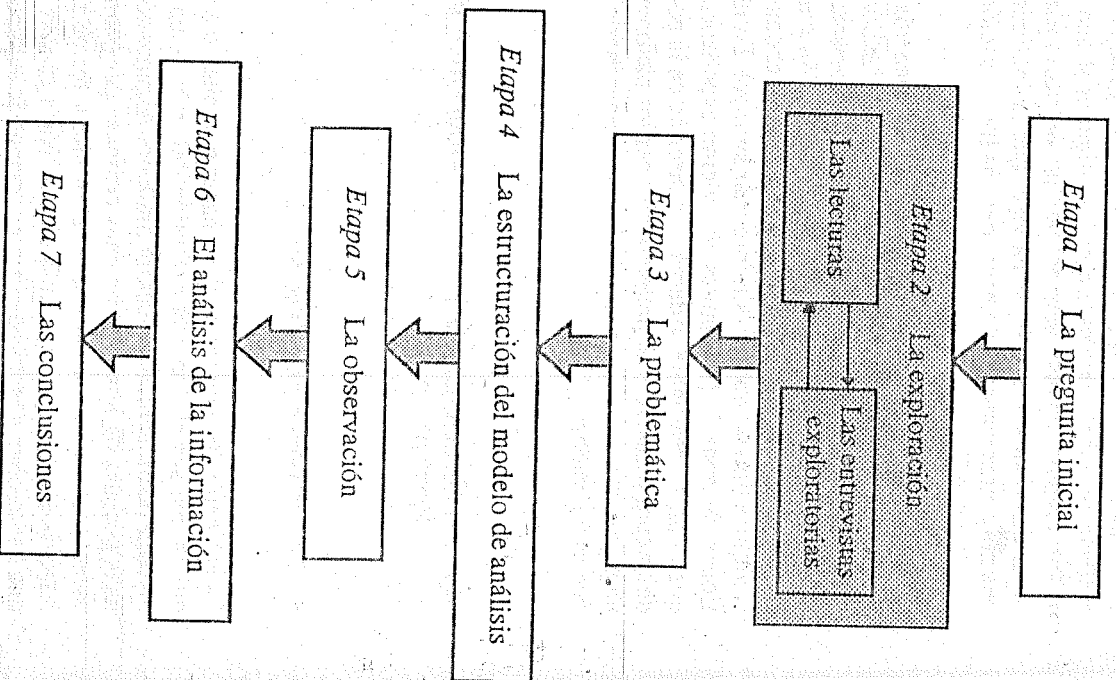 Etapa 1 La pregunta inicial
Etapa 2 La exploración
Las lecturas
Las entrevistas
exploratorias
Etapa 3 La problemática
Etapa 4 La estructuración del modelo de análisis
Etapa 5 La observación
Etapa 6 El análisis de la información
Etapa 7 Las conclusiones